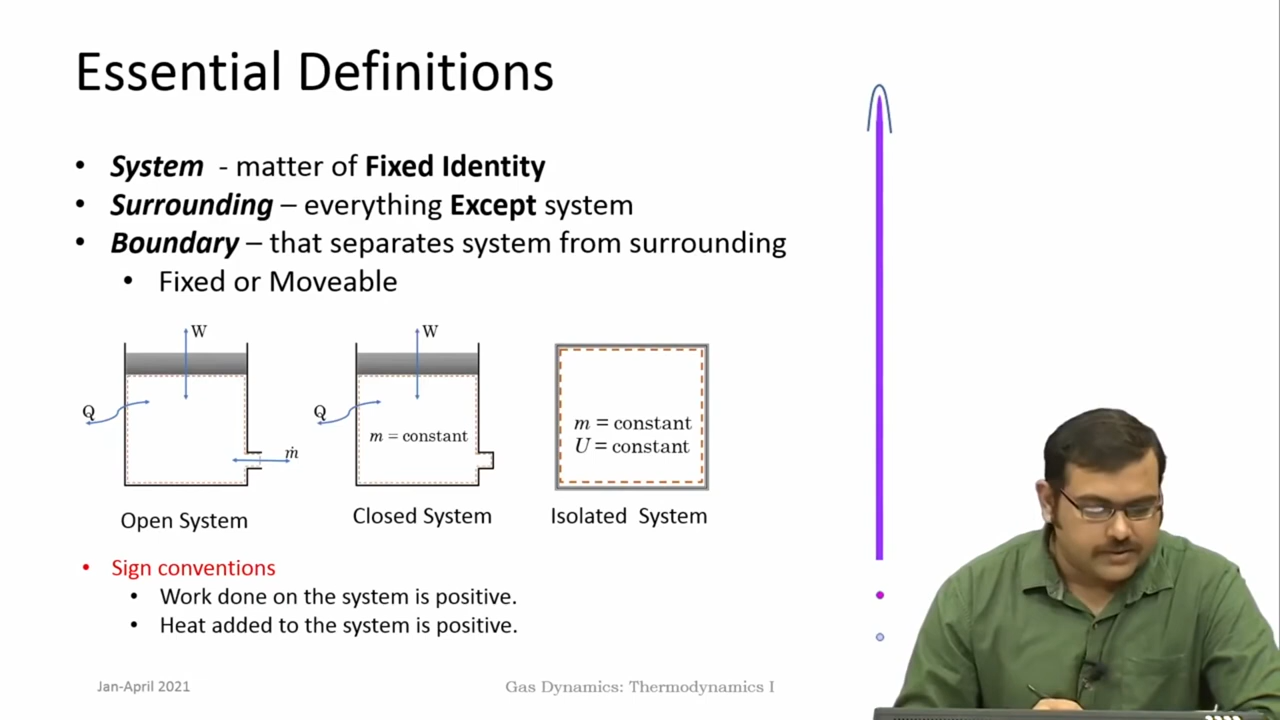 Essential Definitions
• System - matter of Fixed Identity
• Surrounding – everything Except system
• Boundary – that separates system from surrounding
• Fixed or Moveable
W
W
Q
Q
m = constant
ṁ
m = constant
U = constant
Open System
Closed System
Isolated System
• Sign conventions
• Work done on the system is positive.
• Heat added to the system is positive.
Jan-April 2021
Gas Dynamics: Thermodynamics I